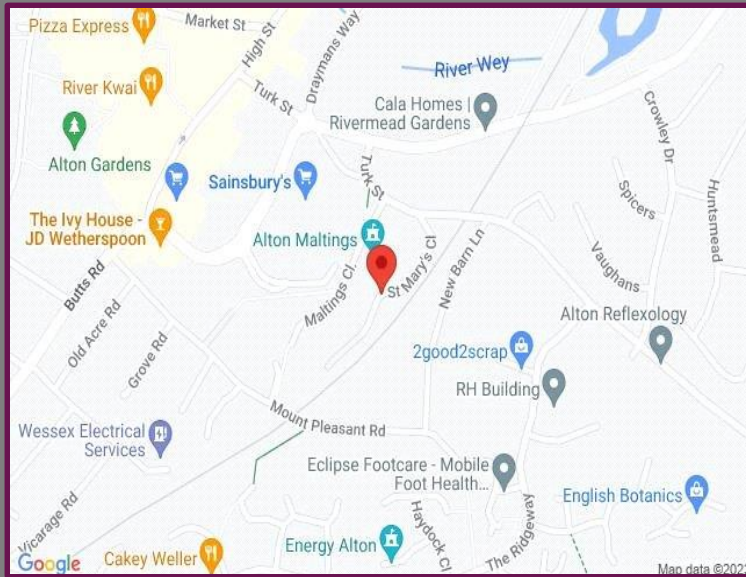 Pizza Express
Market St
High St
Draymans Way
River Wey
River Kwai
Turk St
Cala Homes |
Rivermead Gardens
Crowley Dr
Alton Gardens
Turk St
Sainsbury's
Spicers
Huntsmead
The Ivy House -
JD Wetherspoon
Alton Maltings
St Mary's Cl
New Barn Ln
Vaughans
Butts Rd
Maltings Cl.
Old Acre Rd
Grove Rd
Alton Reflexology
2good2scrap
RH Building
Mount Pleasant Rd
Wessex Electrical
Services
Eclipse Footcare - Mobile
Foot Health...
English Botanics
Vicarage Rd
Haydock Cl
The Ridgeway
Energy Alton
Cakey Weller
Google
Map data ©2022